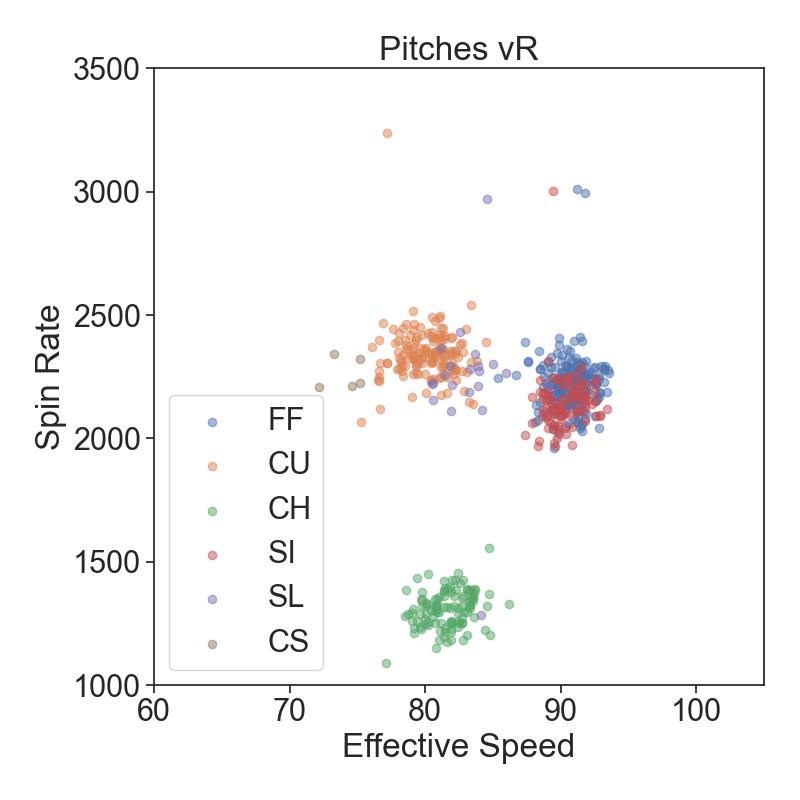 Pitches vR
3500
3000
2500
2000
1500
1000
Spin Rate
FF
CU
CH
SI
SL
CS
60 70 80 90 100
Effective Speed